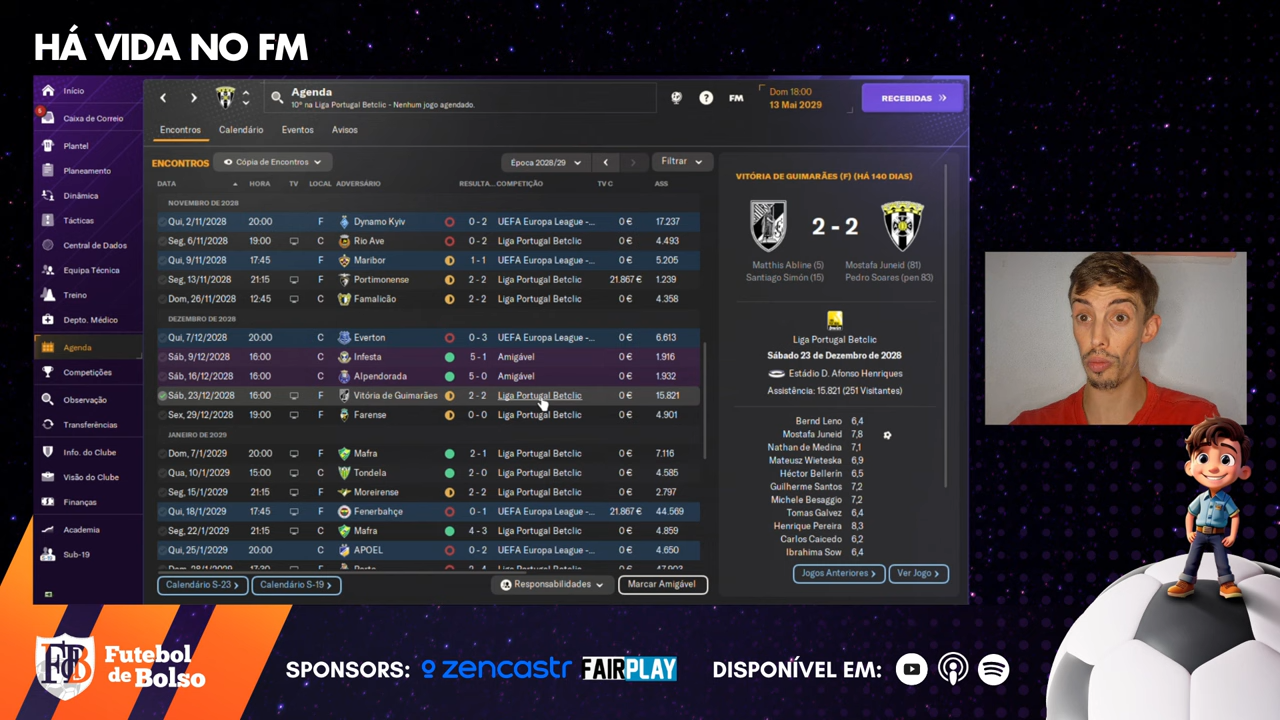 HÁ VIDA NO FM
Início
Caixa de Correio
Plantel
Planeamento
Dinâmica
Tácticas
Central de Dados
Equipa Técnica
Treino
Depto. Médico
Agenda
Competições
Observação
Transferências
Info. do Clube
Visão do Clube
Finanças
Academia
Sub-19
Agenda
10º na Liga Portugal Betclic - Nenhum jogo agendado.
FM
Dom 18:00
13 Mai 2029
RECEBIDAS
Encontros Calendário Eventos Avisos
ENCONTROS Cópia de Encontros Época 2028/29 Filtrar
DATA HORA TV LOCAL ADVERSÁRIO RESULTA... COMPETIÇÃO TV C ASS
NOVEMBRO DE 2028
Qui, 2/11/2028 20:00 F Dynamo Kyiv 0 - 2 UEFA Europa League -... 0 € 17.237
Seg, 6/11/2028 19:00 C Rio Ave 0 - 2 Liga Portugal Betclic 0 € 4.493
Qui, 9/11/2028 17:45 F Maribor 1 - 1 UEFA Europa League -... 0 € 5.205
Seg, 13/11/2028 21:15 F Portimonense 2 - 2 Liga Portugal Betclic 21.867 € 1.239
Dom, 26/11/2028 12:45 C Famalicão 2 - 2 Liga Portugal Betclic 0 € 4.358
DEZEMBRO DE 2028
Qui, 7/12/2028 20:00 C Everton 0 - 3 UEFA Europa League -... 0 € 6.613
Sáb, 9/12/2028 16:00 C Infesta 5 - 1 Amigável 0 € 1.916
Sáb, 16/12/2028 16:00 C Alpendorada 5 - 0 Amigável 0 € 1.932
Sáb, 23/12/2028 16:00 F Vitória de Guimarães 2 - 2 Liga Portugal Betclic 0 € 15.821
Sex, 29/12/2028 19:00 F Farense 0 - 0 Liga Portugal Betclic 0 € 4.901
JANEIRO DE 2029
Dom, 7/1/2029 20:00 F Mafra 2 - 1 Liga Portugal Betclic 0 € 7.116
Qua, 10/1/2029 15:00 C Tondela 2 - 0 Liga Portugal Betclic 0 € 4.585
Seg, 15/1/2029 21:15 F Moreirense 2 - 2 Liga Portugal Betclic 0 € 2.797
Qui, 18/1/2029 17:45 F Fenerbahçe 0 - 1 UEFA Europa League -... 21.867 € 44.569
Seg, 22/1/2029 21:15 C Mafra 4 - 3 Liga Portugal Betclic 0 € 4.859
Qui, 25/1/2029 20:00 C APOEL 0 - 2 UEFA Europa League -... 0 € 4.650
Calendário S-23 Calendário S-19 Responsabilidades Marcar Amigável
VITÓRIA DE GUIMARÃES (F) (HÁ 140 DIAS)
2 - 2
Matthis Abline (5) Mostafa Juneid (81)
Santiago Simón (15) Pedro Soares (pen 83)
Liga Portugal Betclic
Sábado 23 de Dezembro de 2028
Estádio D. Afonso Henriques
Assistência: 15.821 (251 Visitantes)
Bernd Leno 6,4
Mostafa Juneid 7,8
Nathan de Medina 7,1
Mateusz Wieteska 6,9
Héctor Bellerín 6,5
Guilherme Santos 7,2
Michele Besaggio 7,2
Tomas Galvez 6,4
Henrique Pereira 8,3
Carlos Caicedo 6,2
Ibrahima Sow 6,4
Jogos Anteriores Ver Jogo
FdB
Futebol
de Bolso
SPONSORS: zencastr FAIRPLAY DISPONÍVEL EM: